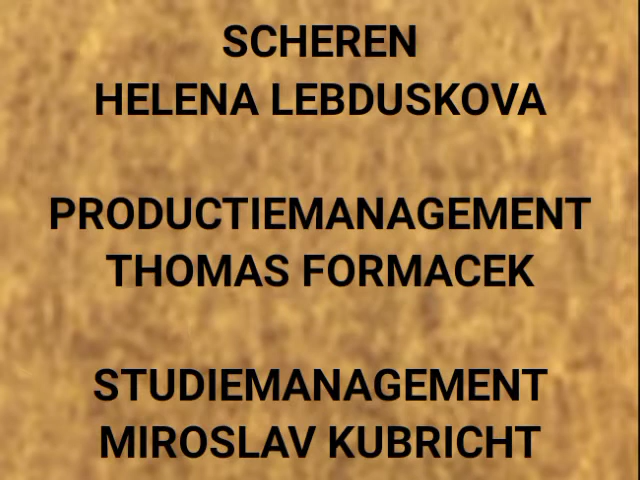 SCHEREN
HELENA LEBDUSKOVA
PRODUCTIEMANAGEMENT
THOMAS FORMACEK
STUDIEMANAGEMENT
MIROSLAV KUBRICHT